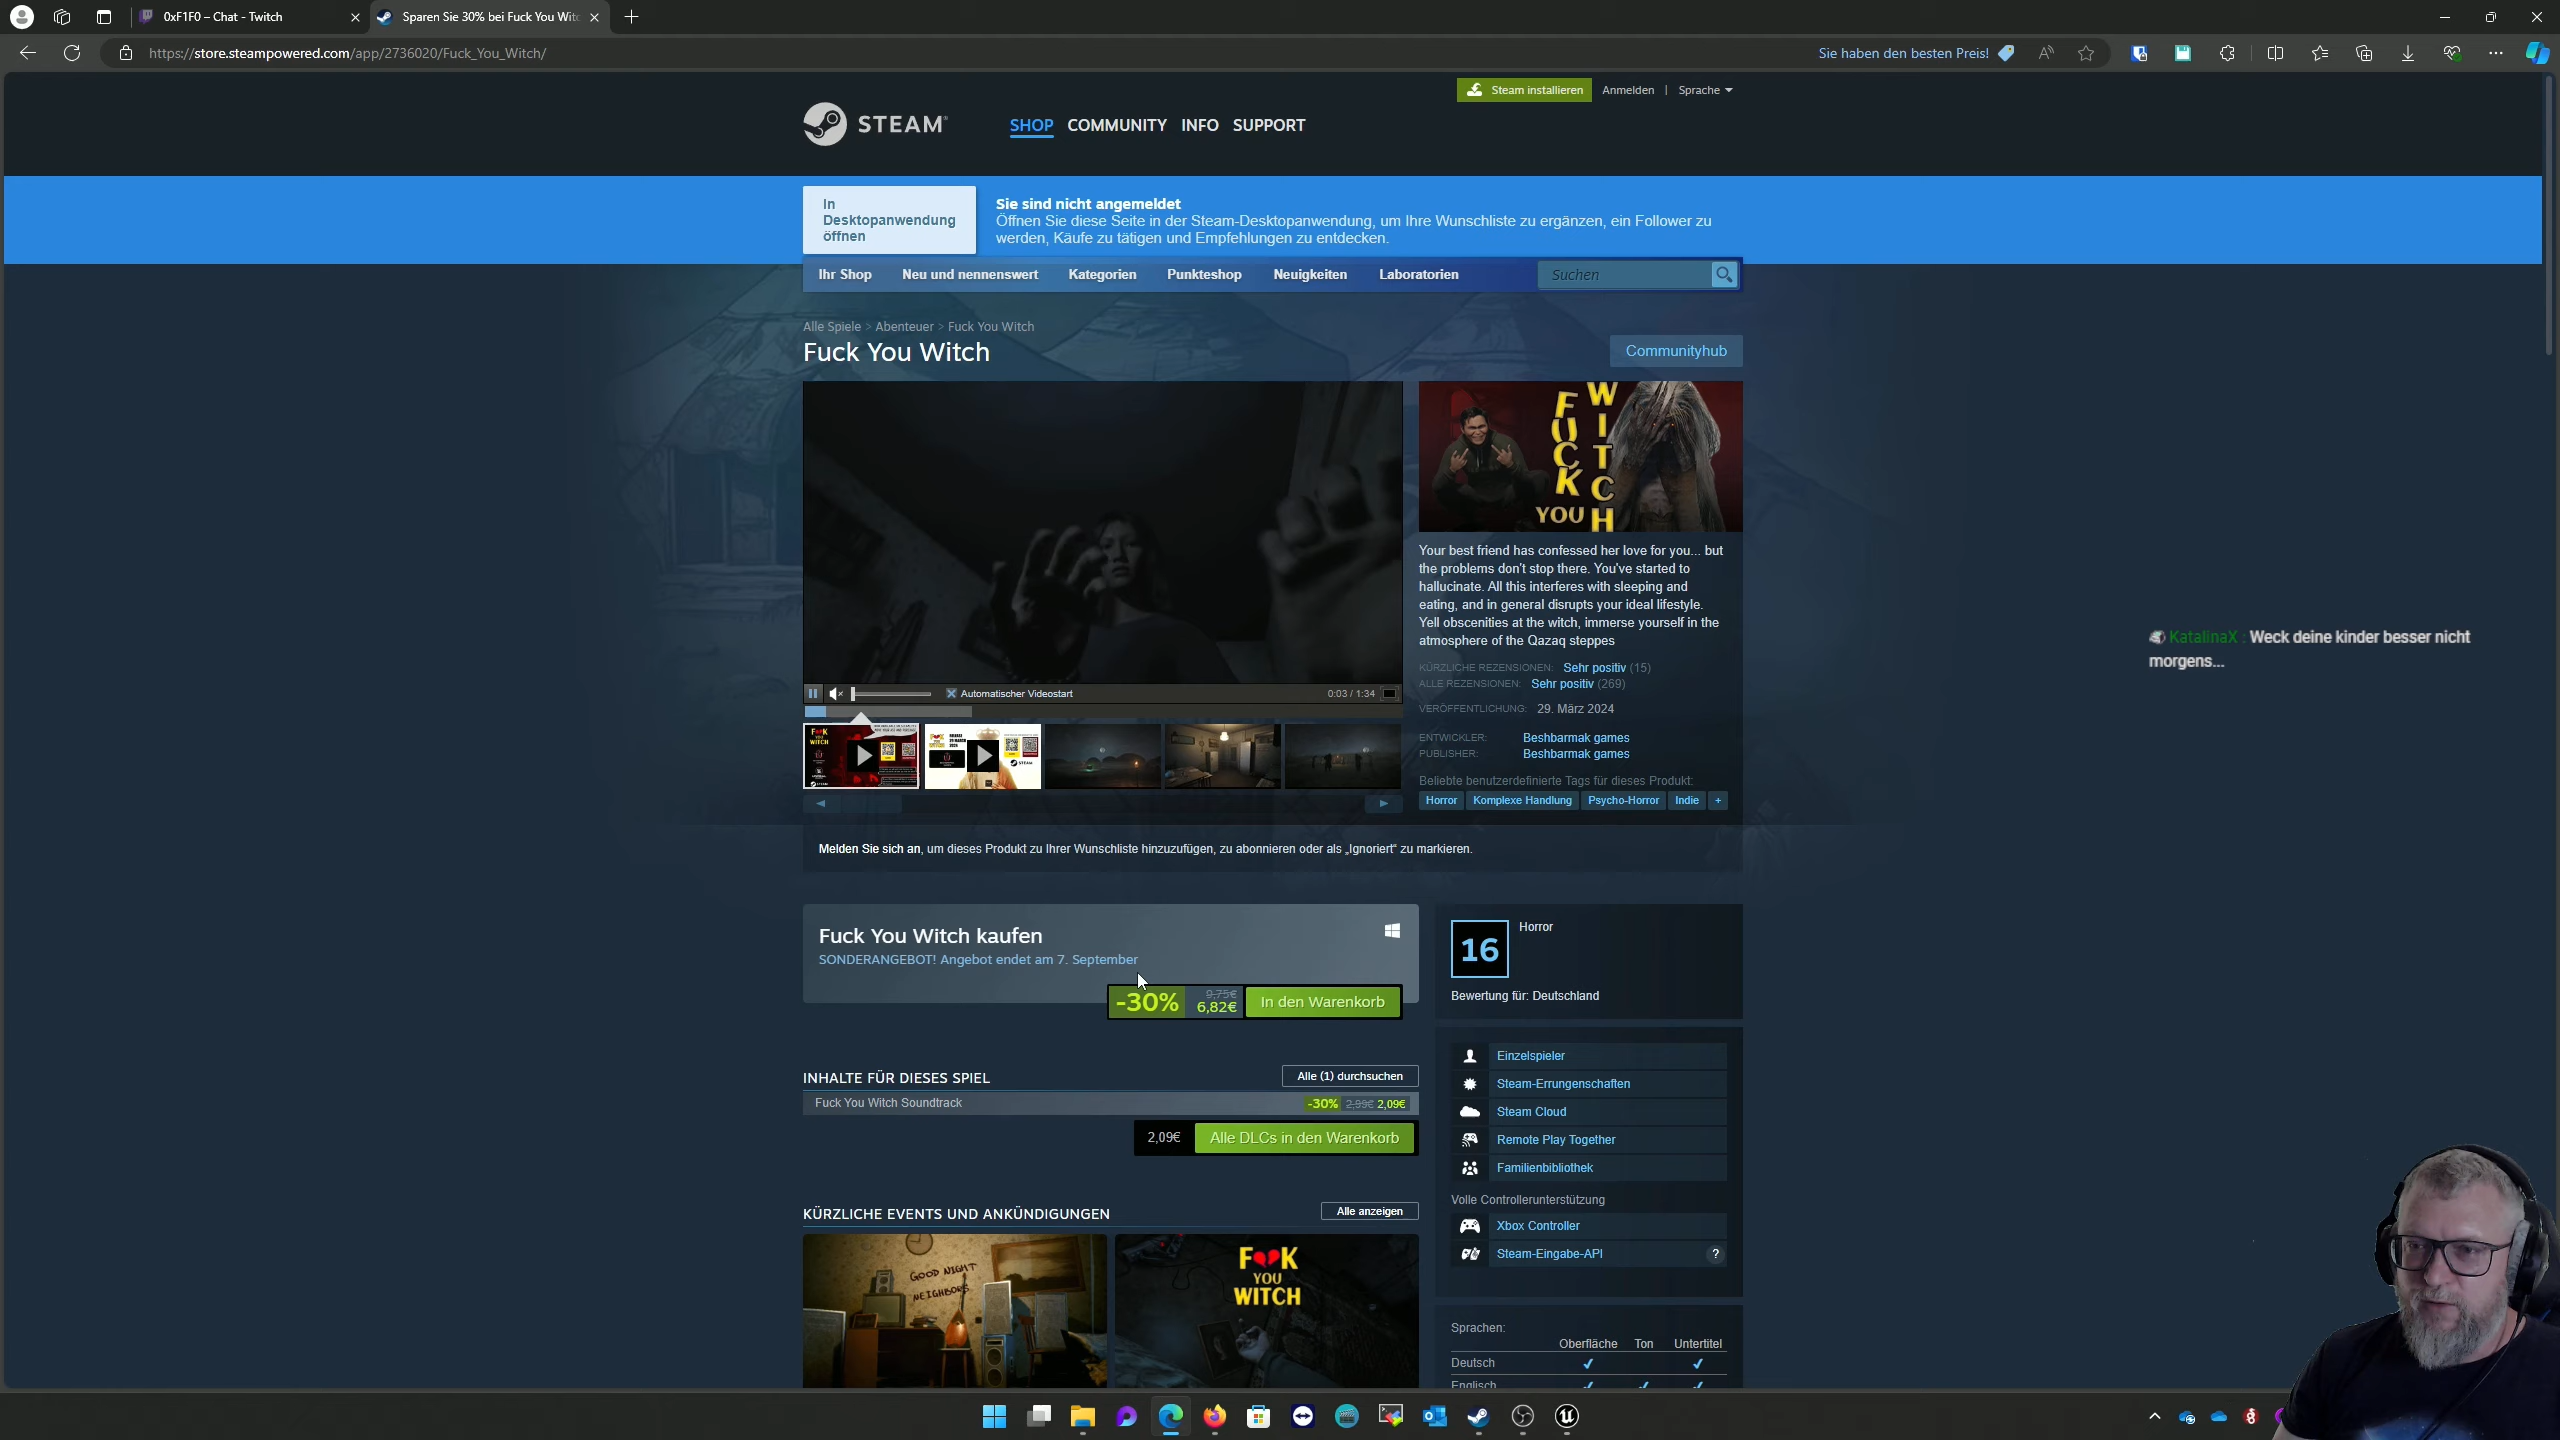 0xF1F0 – Chat - Twitch
Sparen Sie 30% bei Fuck You Witc
https://store.steampowered.com/app/2736020/Fuck_You_Witch/
Sie haben den besten Preis!
Steam installieren
Anmelden | Sprache
STEAM
SHOP COMMUNITY INFO SUPPORT
In
Desktopanwendung
öffnen
Sie sind nicht angemeldet
Öffnen Sie diese Seite in der Steam-Desktopanwendung, um Ihre Wunschliste zu ergänzen, ein Follower zu
werden, Käufe zu tätigen und Empfehlungen zu entdecken.
Ihr Shop Neu und nennenswert Kategorien Punkteshop Neuigkeiten Laboratorien
Suchen
Alle Spiele > Abenteuer > Fuck You Witch
Fuck You Witch
Communityhub
FUCK
YOU
WITCH
Your best friend has confessed her love for you... but
the problems don't stop there. You've started to
hallucinate. All this interferes with sleeping and
eating, and in general disrupts your ideal lifestyle.
Yell obscenities at the witch, immerse yourself in the
atmosphere of the Qazaq steppes
KÜRZLICHE REZENSIONEN: Sehr positiv (15)
ALLE REZENSIONEN: Sehr positiv (269)
VERÖFFENTLICHUNG: 29. März 2024
ENTWICKLER: Beshbarmak games
PUBLISHER: Beshbarmak games
Beliebte benutzerdefinierte Tags für dieses Produkt:
Horror Komplexe Handlung Psycho-Horror Indie +
Automatischer Videostart
0:03 / 1:34
KatalinaX : Weck deine kinder besser nicht
morgens...
Melden Sie sich an, um dieses Produkt zu Ihrer Wunschliste hinzuzufügen, zu abonnieren oder als „Ignoriert“ zu markieren.
Fuck You Witch kaufen
SONDERANGEBOT! Angebot endet am 7. September
-30%
9,75€
6,82€
In den Warenkorb
INHALTE FÜR DIESES SPIEL
Alle (1) durchsuchen
Fuck You Witch Soundtrack
-30% 2,99€ 2,09€
2,09€
Alle DLCs in den Warenkorb
KÜRZLICHE EVENTS UND ANKÜNDIGUNGEN
Alle anzeigen
GOOD NIGHT
NEIGHBORS
F❤❤K
YOU
WITCH
16
Horror
Bewertung für: Deutschland
Einzelspieler
Steam-Errungenschaften
Steam Cloud
Remote Play Together
Familienbibliothek
Volle Controllerunterstützung
Xbox Controller
Steam-Eingabe-API
?
Sprachen:
Oberfläche Ton Untertitel
Deutsch ✔ ✔
Englisch ✔ ✔ ✔